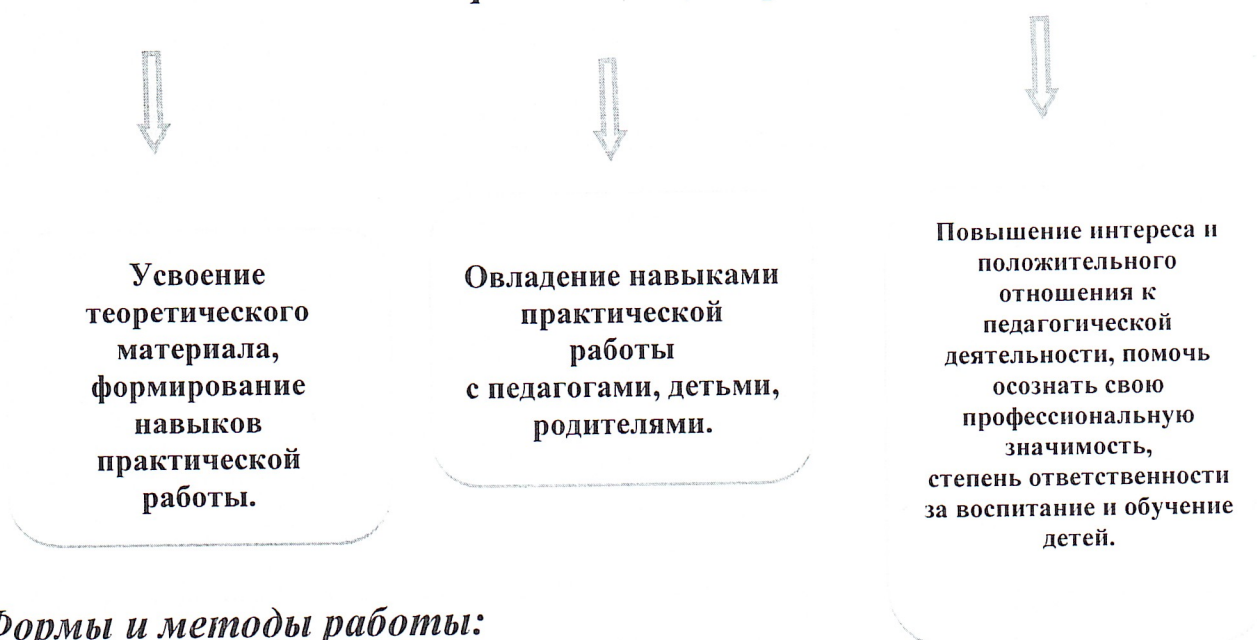 Усвоение
теоретического
материала,
формирование
навыков
практической
работы.
Овладение навыками
практической
работы
с педагогами, детьми,
родителями.
Повышение интереса и
положительного
отношения к
педагогической
деятельности, помочь
осознать свою
профессиональную
значимость,
степень ответственности
за воспитание и обучение
детей.
Формы и методы работы: